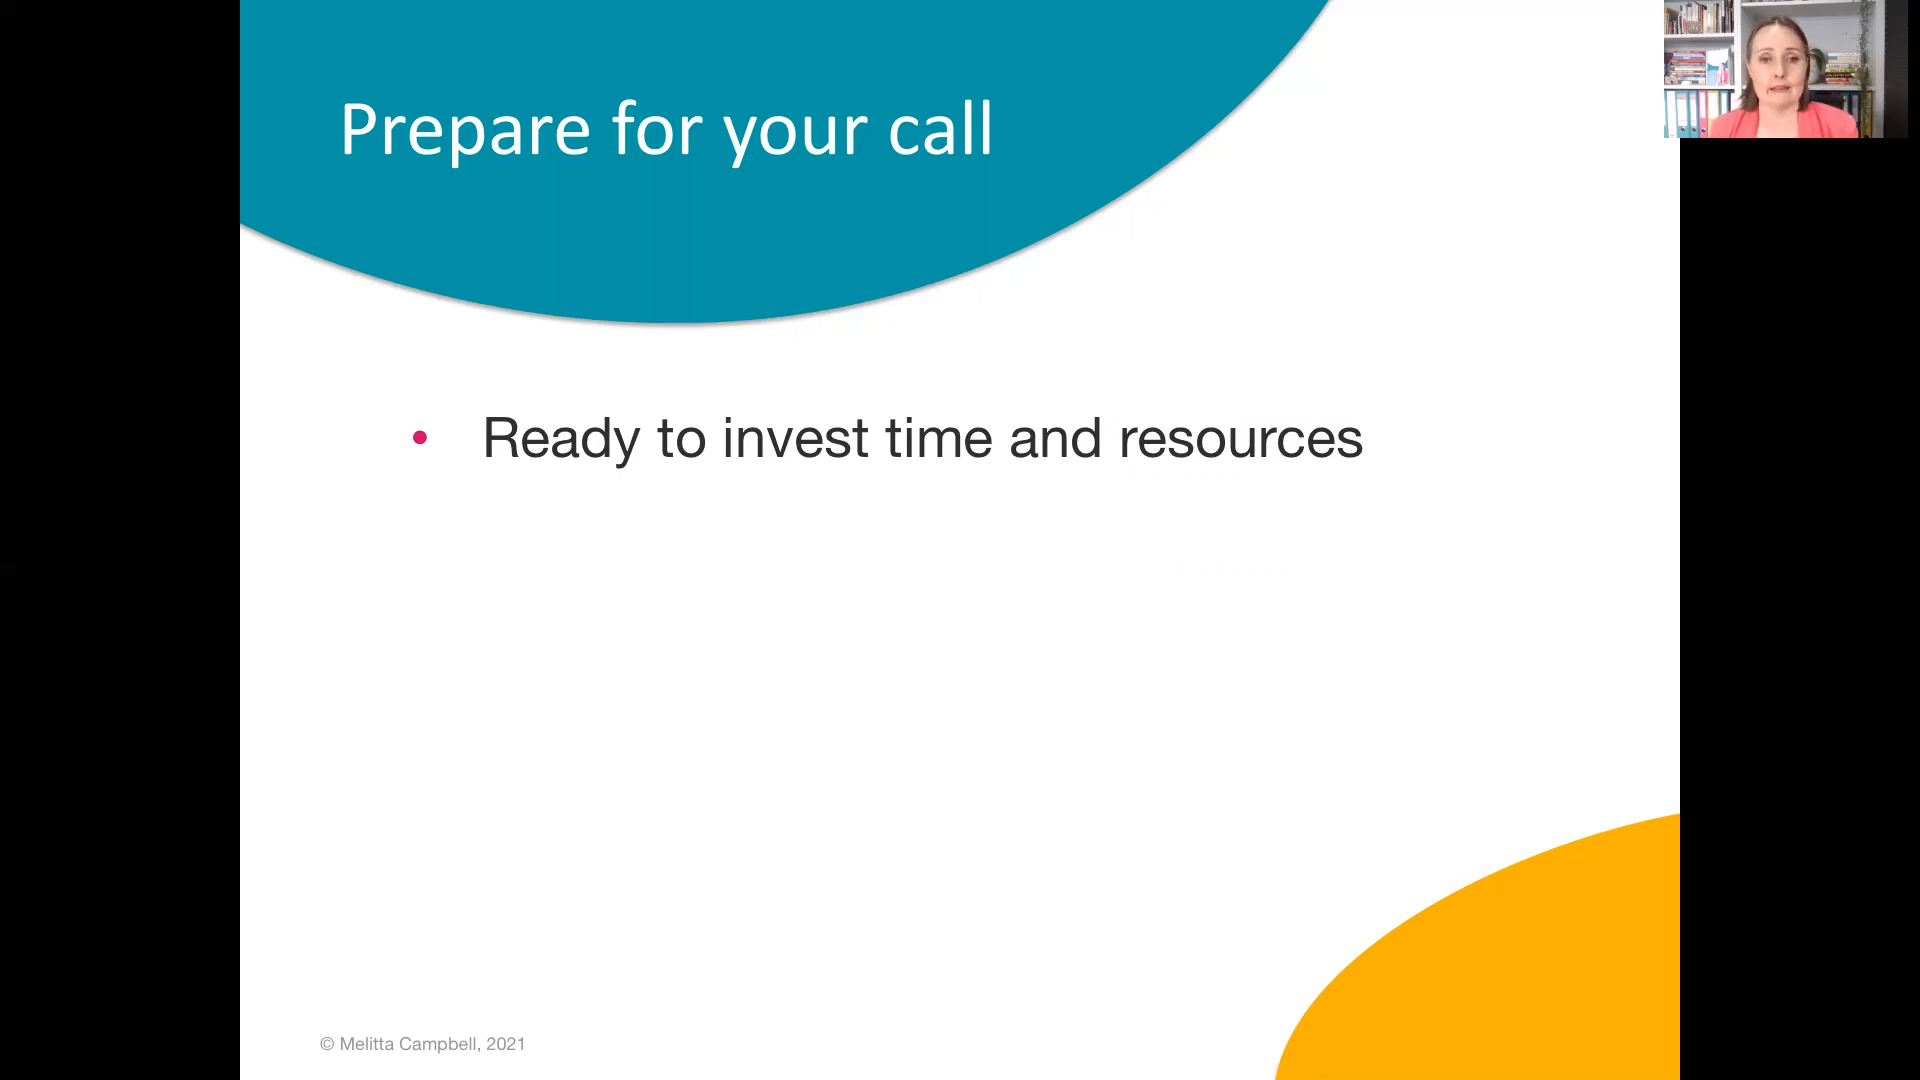 Prepare for your call
• Ready to invest time and resources
© Melitta Campbell, 2021